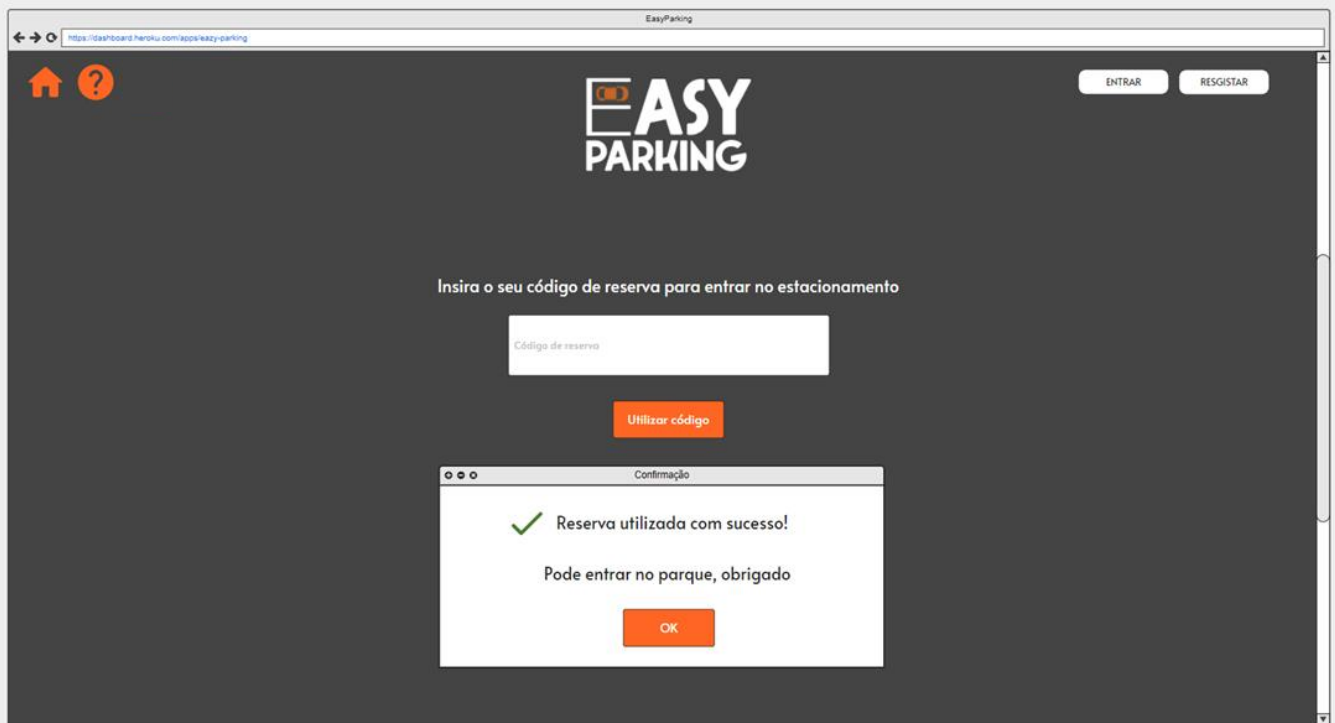 EasyParking
https://dashboard.heroku.com/apps/eazy-parking
?
EASY
PARKING
ENTRAR
RESGISTAR
Insira o seu código de reserva para entrar no estacionamento
Código de reserva
Utilizar código
Confirmação
Reserva utilizada com sucesso!
Pode entrar no parque, obrigado
OK